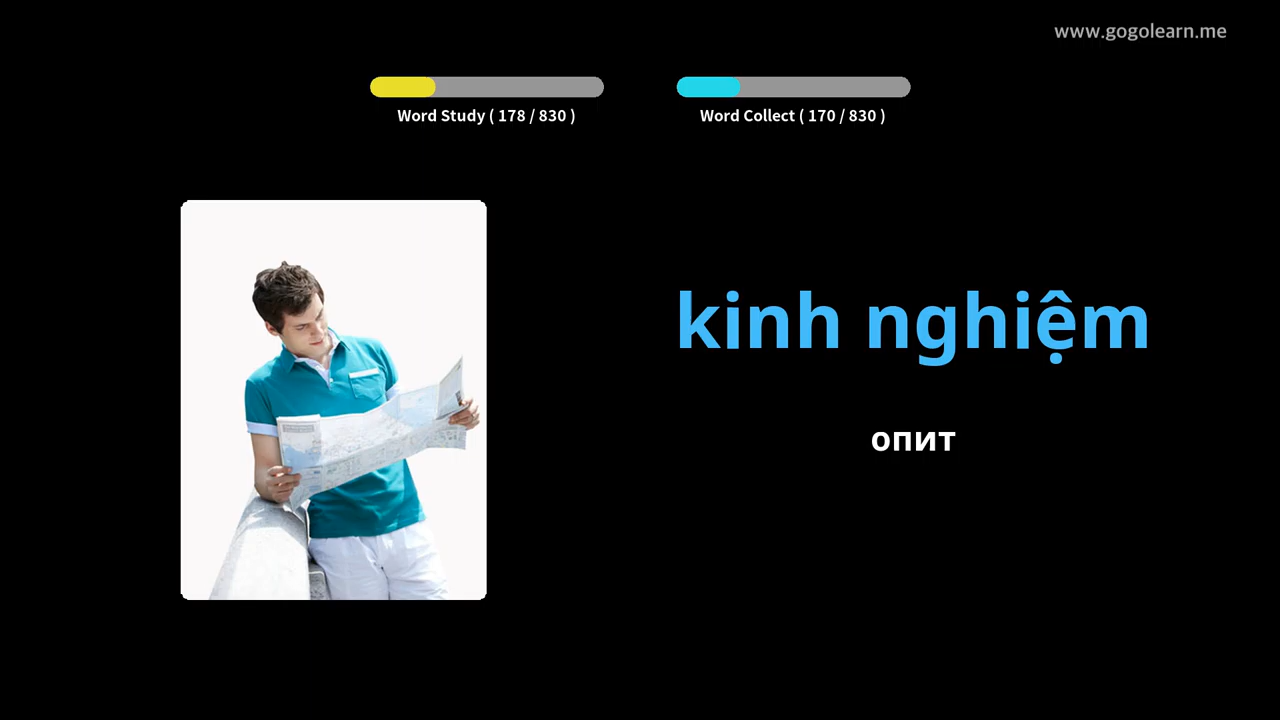 www.gogolearn.me
Word Study ( 178 / 830 )
Word Collect ( 170 / 830 )
kinh nghiệm
опит